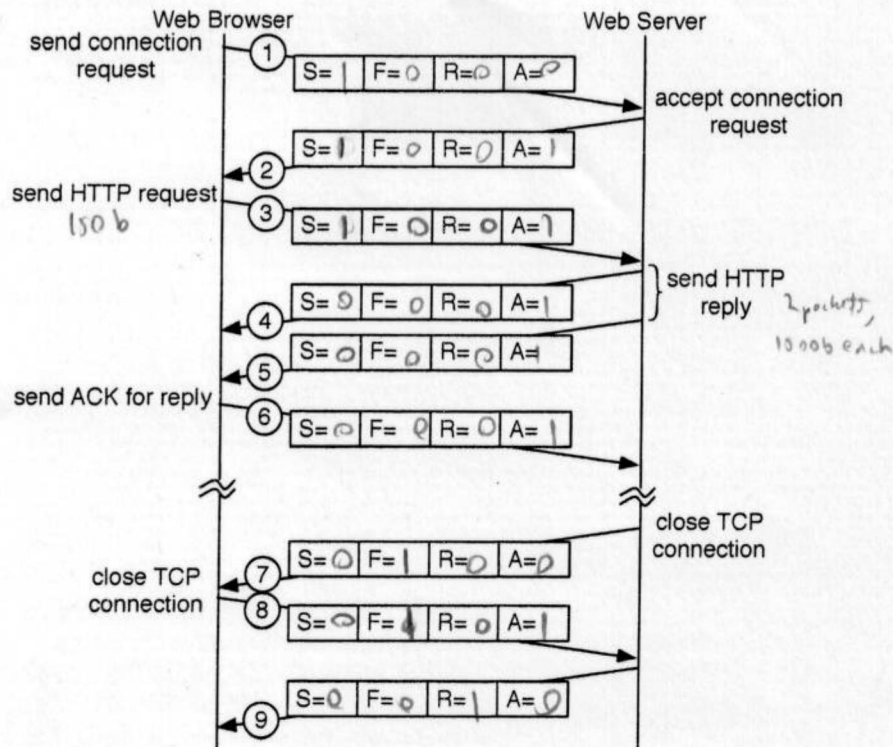 Web Browser Web Server
send connection
request
1
S=1 F=0 R=0 A=0
accept connection
request
S=1 F=0 R=0 A=1
2
send HTTP request
150 b
3
S=1 F=0 R=0 A=1
send HTTP
reply
2 packets,
1000b each
S=0 F=0 R=0 A=1
4
S=0 F=0 R=0 A=1
5
send ACK for reply
6
S=0 F=0 R=0 A=1
close TCP
connection
S=0 F=1 R=0 A=0
7
close TCP
connection
8
S=0 F= R=0 A=1
S=0 F=0 R=1 A=0
9